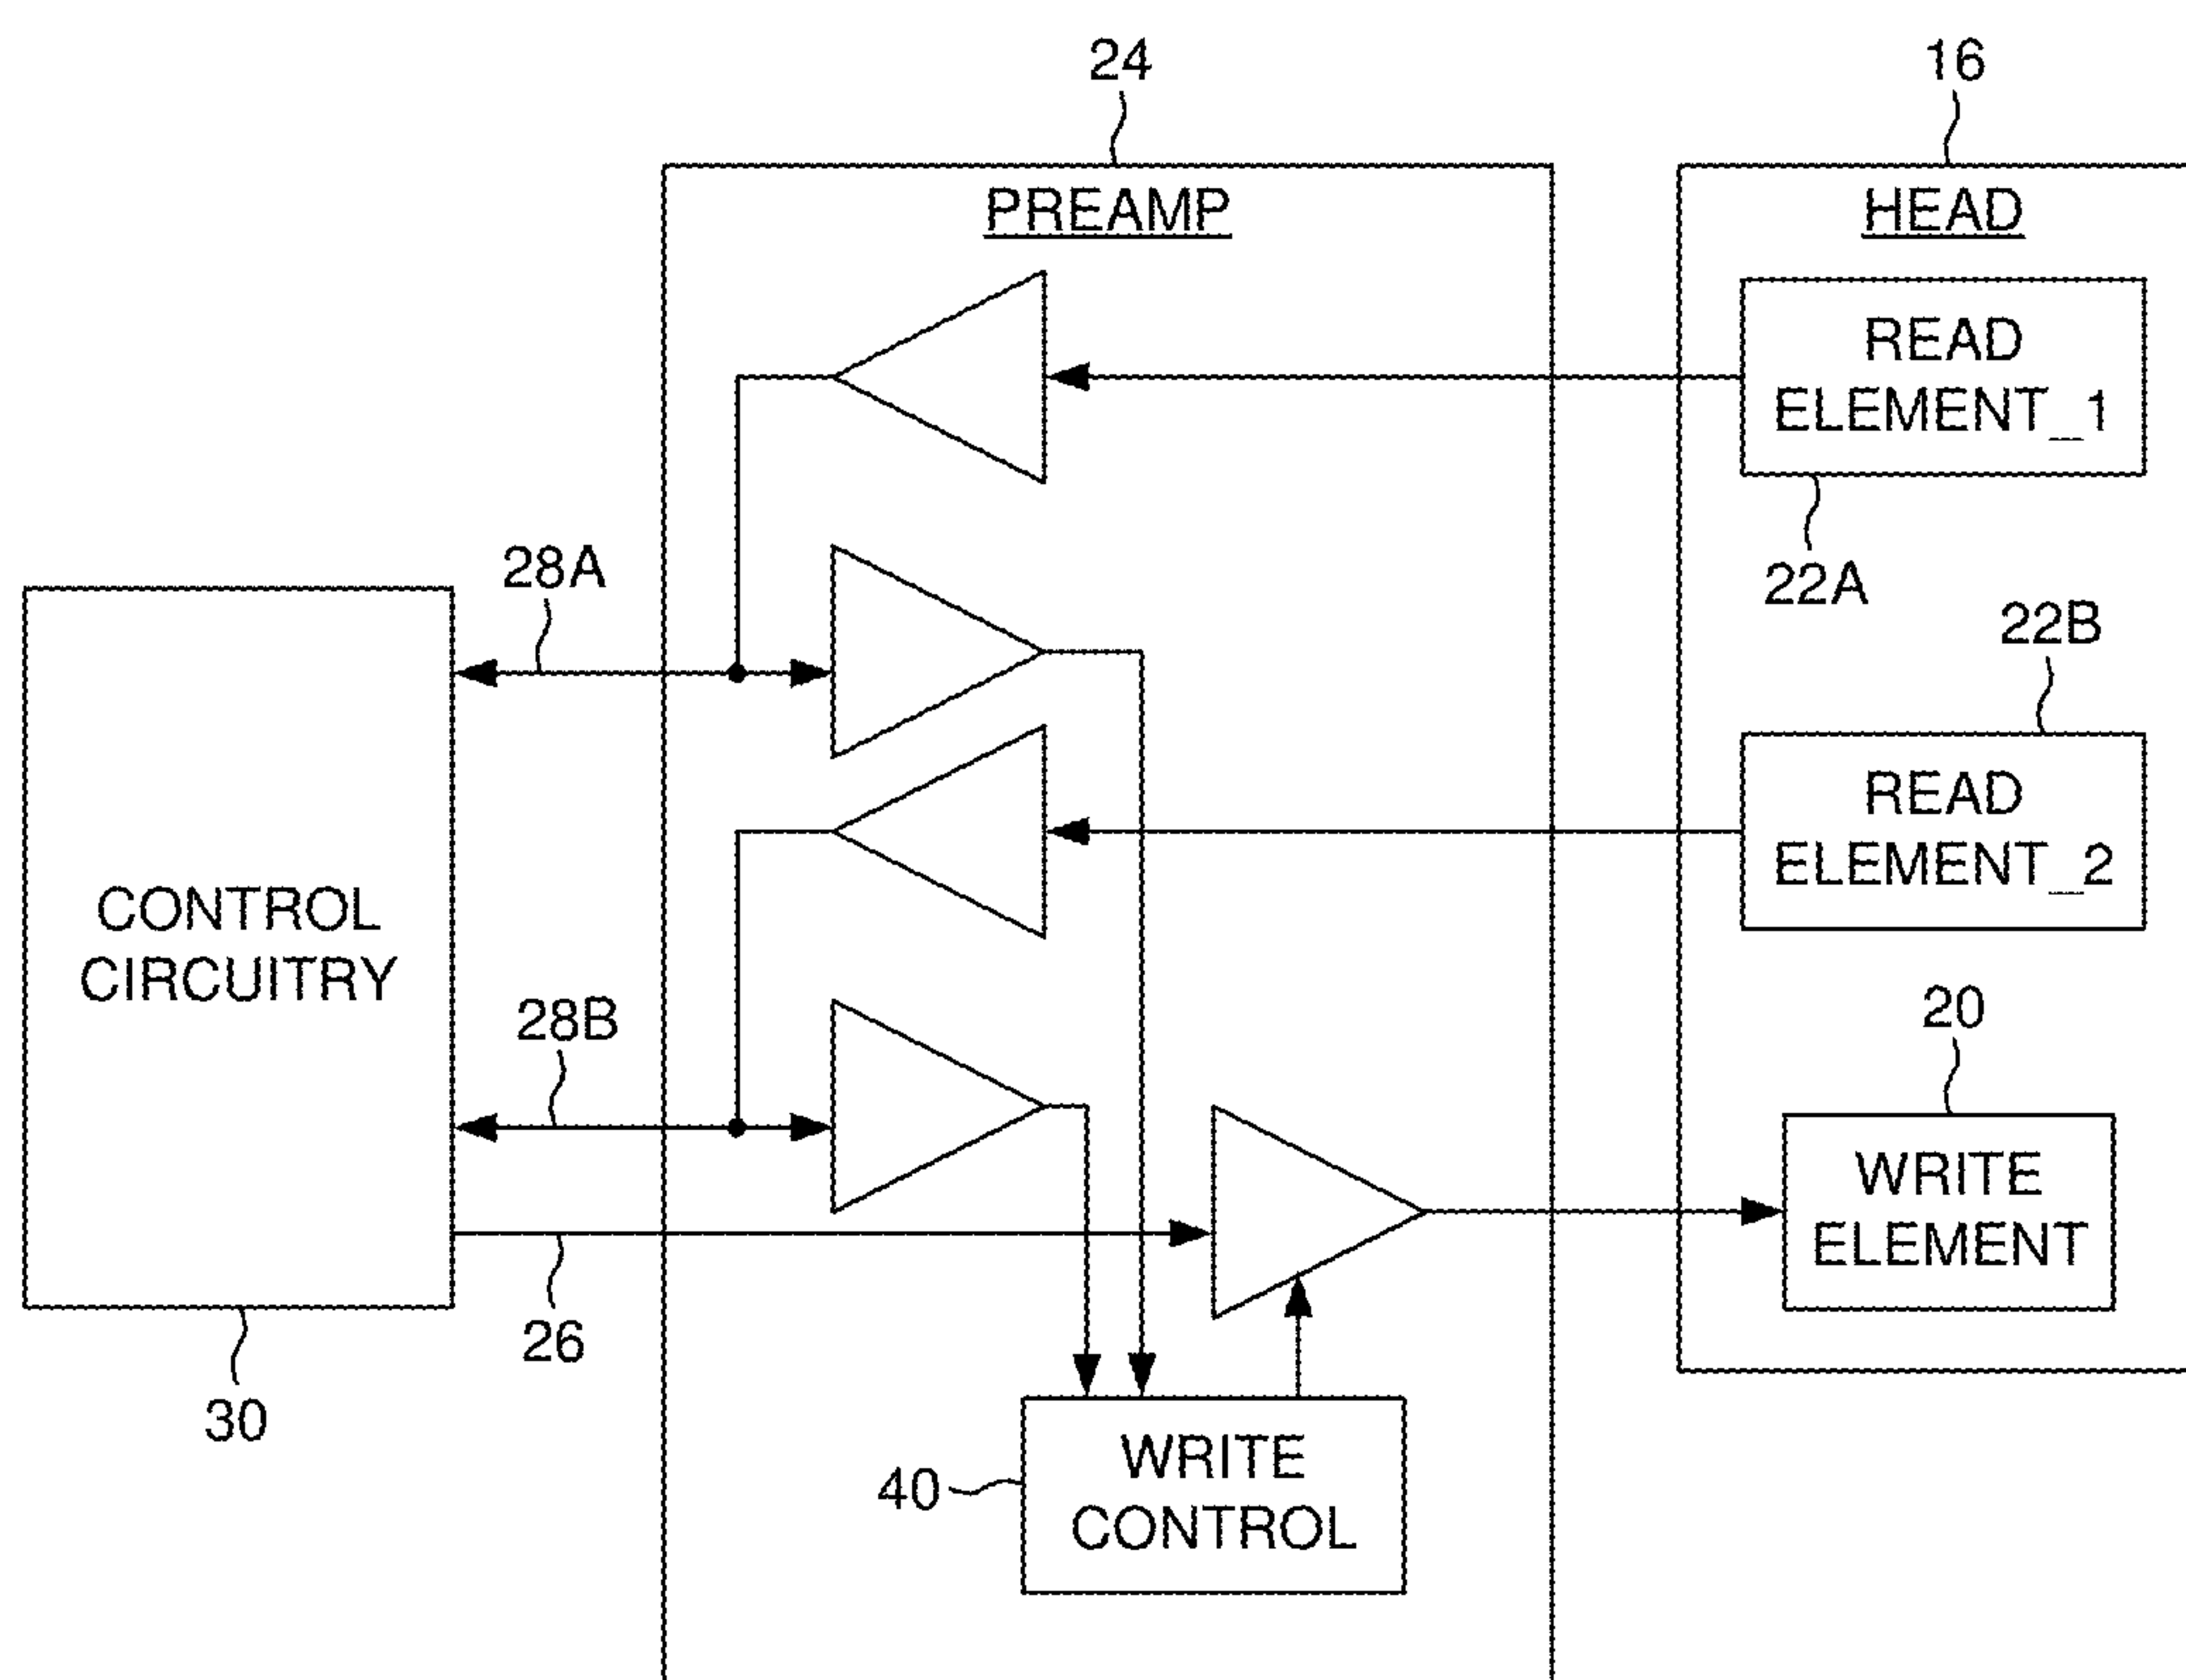 24
16
PREAMP
HEAD
READ
ELEMENT_1
28A
22A
22B
READ
ELEMENT_2
CONTROL
CIRCUITRY
28B
20
WRITE
ELEMENT
26
30
40
WRITE
CONTROL